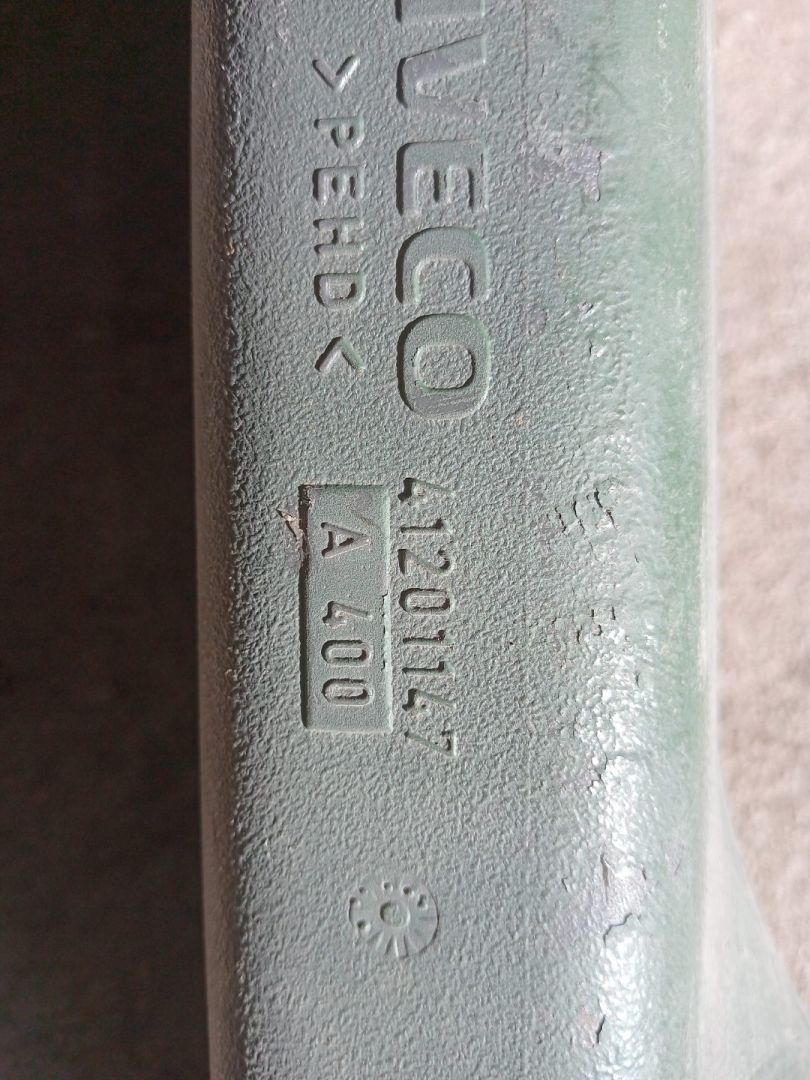 IVECO
>PEHD<
41201147
A 400